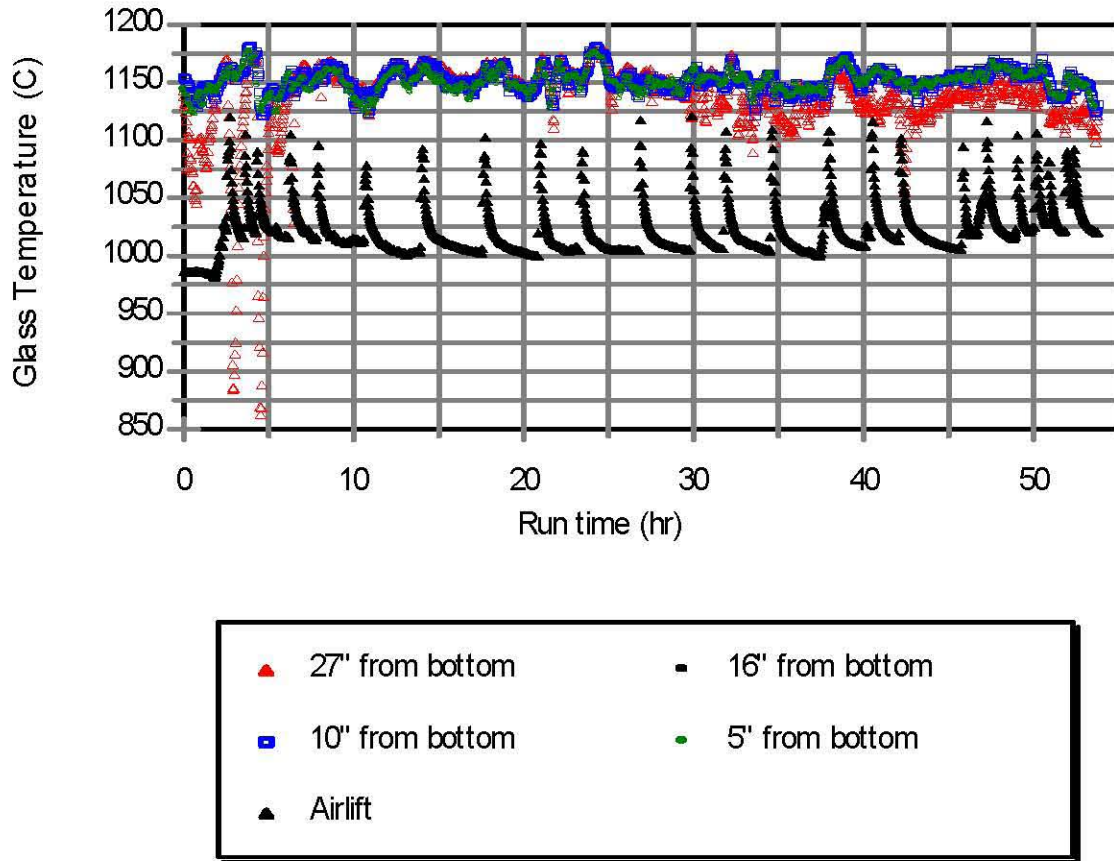 1200
1150
1100
1050
1000
950
900
850
Glass Temperature (C)
0 10 20 30 40 50
Run time (hr)
27" from bottom
16" from bottom
10" from bottom
5" from bottom
Airlift